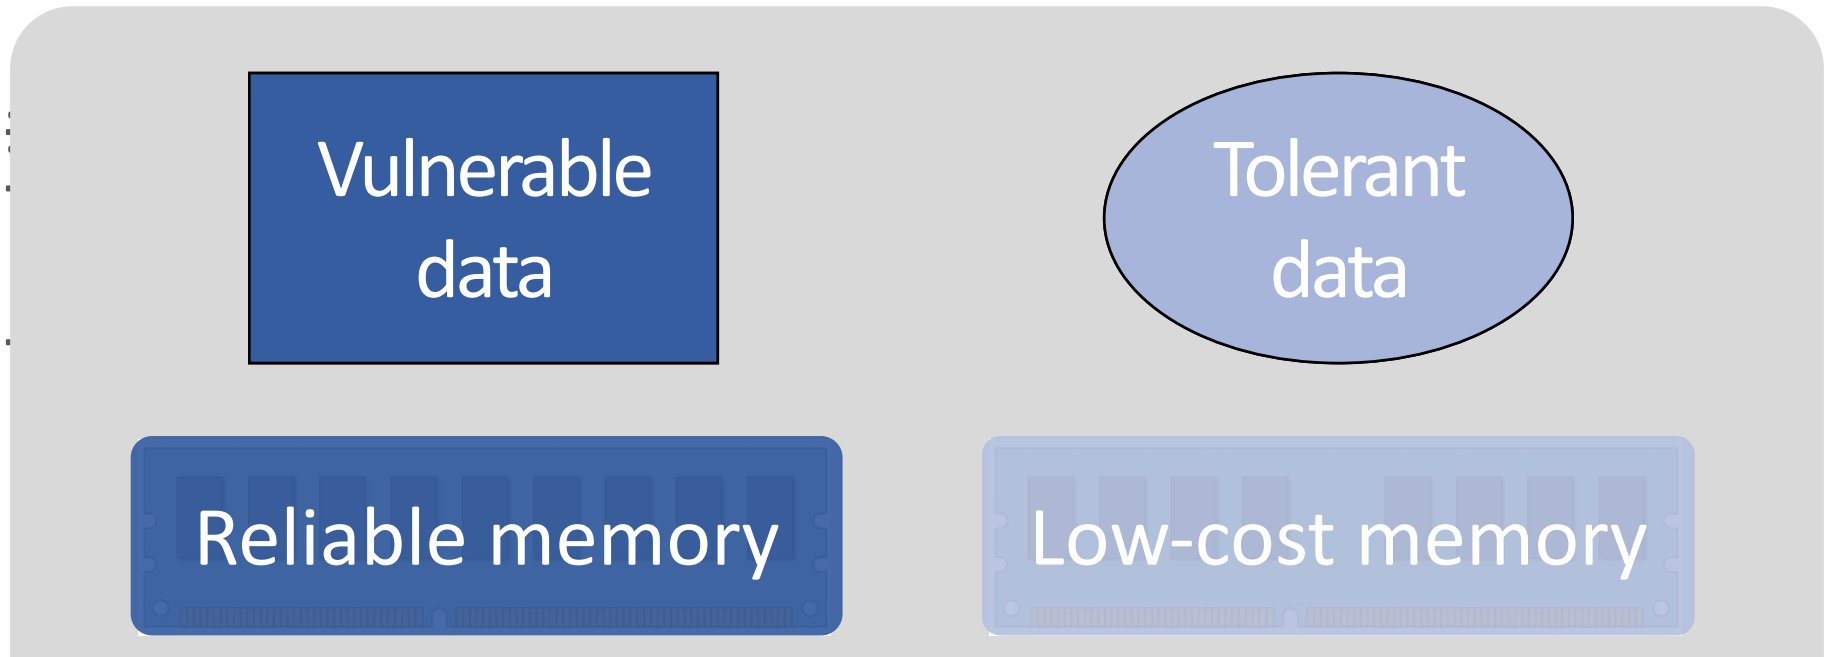 Vulnerable
data
Tolerant
data
Reliable memory
Low-cost memory